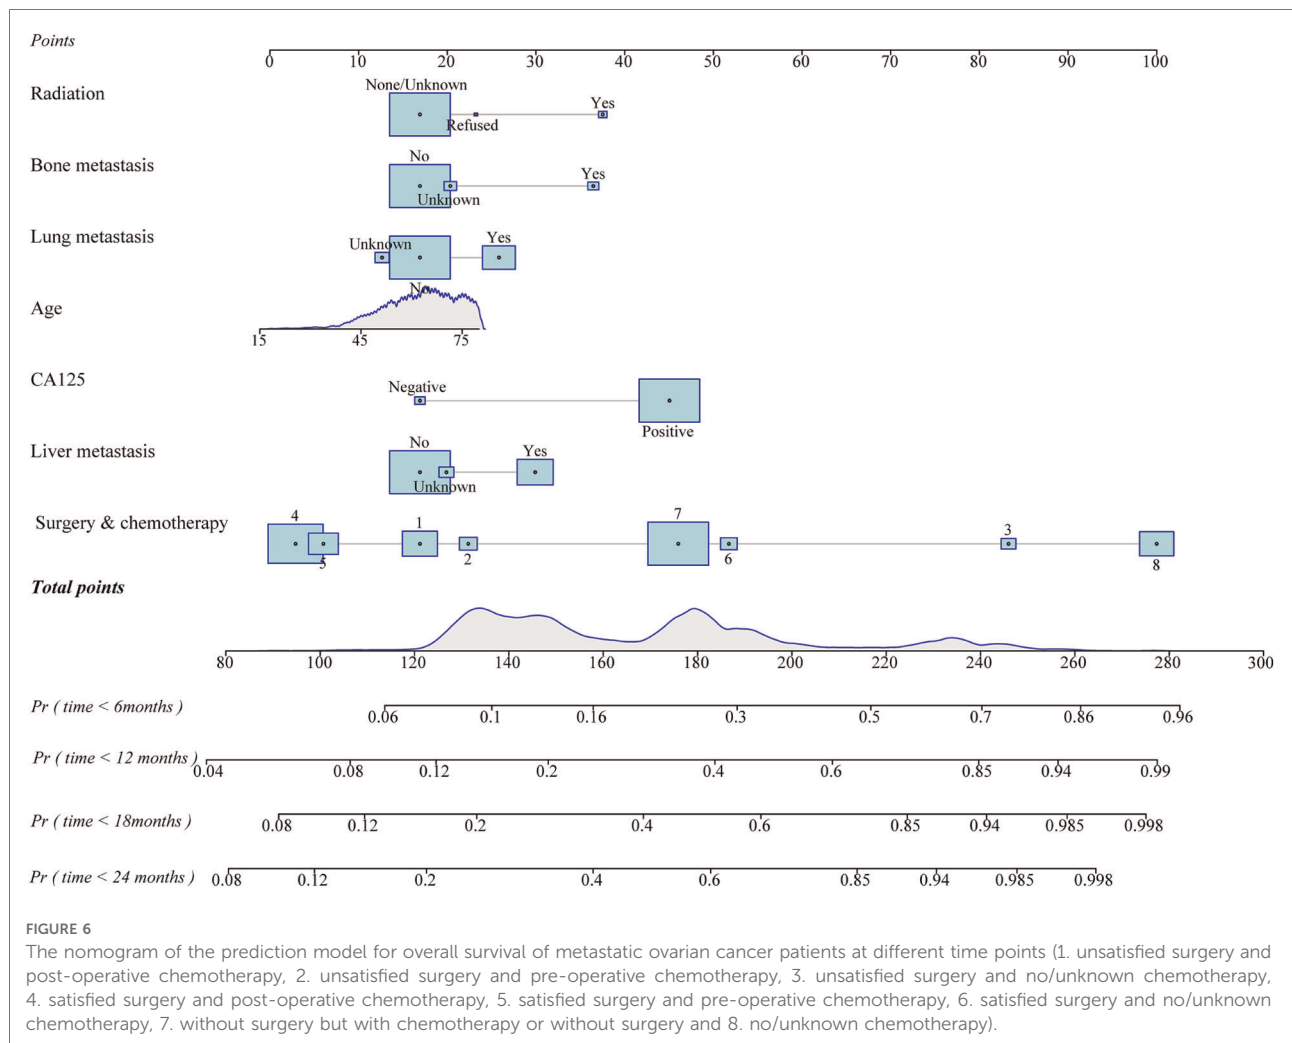 Points
0 10 20 30 40 50 60 70 80 90 100
Radiation
None/Unknown
Refused
Yes
Bone metastasis
No
Unknown
Yes
Lung metastasis
Unknown
No
Yes
Age
15 45 75
CA125
Negative
Positive
Liver metastasis
No
Unknown
Yes
Surgery & chemotherapy
4 5 1 2 7 6 3 8
Total points
80 100 120 140 160 180 200 220 240 260 280 300
Pr ( time < 6months )
0.06 0.1 0.16 0.3 0.5 0.7 0.86 0.96
Pr ( time < 12 months )
0.04 0.08 0.12 0.2 0.4 0.6 0.85 0.94 0.99
Pr ( time < 18months )
0.08 0.12 0.2 0.4 0.6 0.85 0.94 0.985 0.998
Pr ( time < 24 months )
0.08 0.12 0.2 0.4 0.6 0.85 0.94 0.985 0.998
FIGURE 6
The nomogram of the prediction model for overall survival of metastatic ovarian cancer patients at different time points (1. unsatisfied surgery and
post-operative chemotherapy, 2. unsatisfied surgery and pre-operative chemotherapy, 3. unsatisfied surgery and no/unknown chemotherapy,
4. satisfied surgery and post-operative chemotherapy, 5. satisfied surgery and pre-operative chemotherapy, 6. satisfied surgery and no/unknown
chemotherapy, 7. without surgery but with chemotherapy or without surgery and 8. no/unknown chemotherapy).